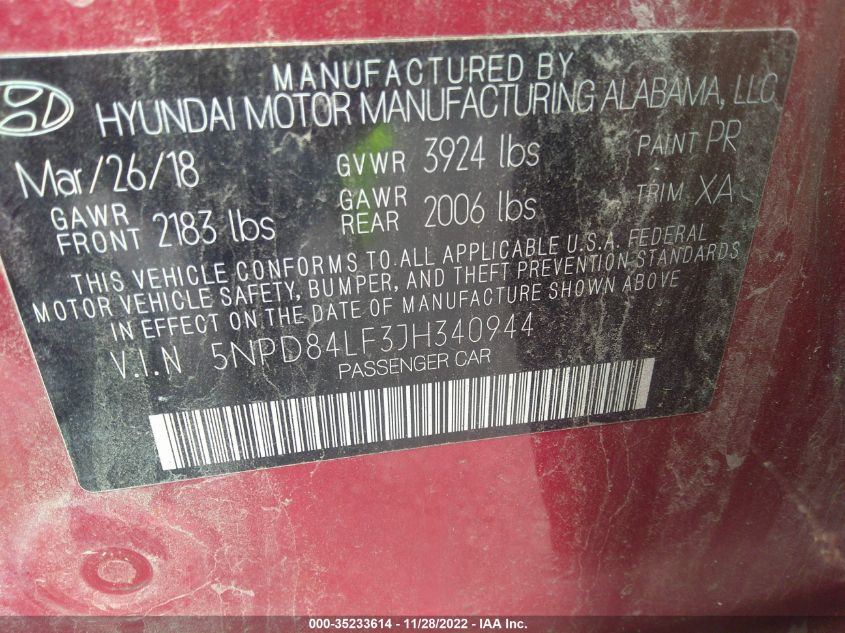 MANUFACTURED BY
HYUNDAI MOTOR MANUFACTURING ALABAMA, LLC
Mar/26/18 GVWR 3924 lbs PAINT PR
GAWR FRONT 2183 lbs GAWR REAR 2006 lbs TRIM XA
THIS VEHICLE CONFORMS TO ALL APPLICABLE U.S.A. FEDERAL
MOTOR VEHICLE SAFETY, BUMPER, AND THEFT PREVENTION STANDARDS
IN EFFECT ON THE DATE OF MANUFACTURE SHOWN ABOVE
V.I.N 5NPD84LF3JH340944
PASSENGER CAR
000-35233614 - 11/28/2022 - IAA Inc.